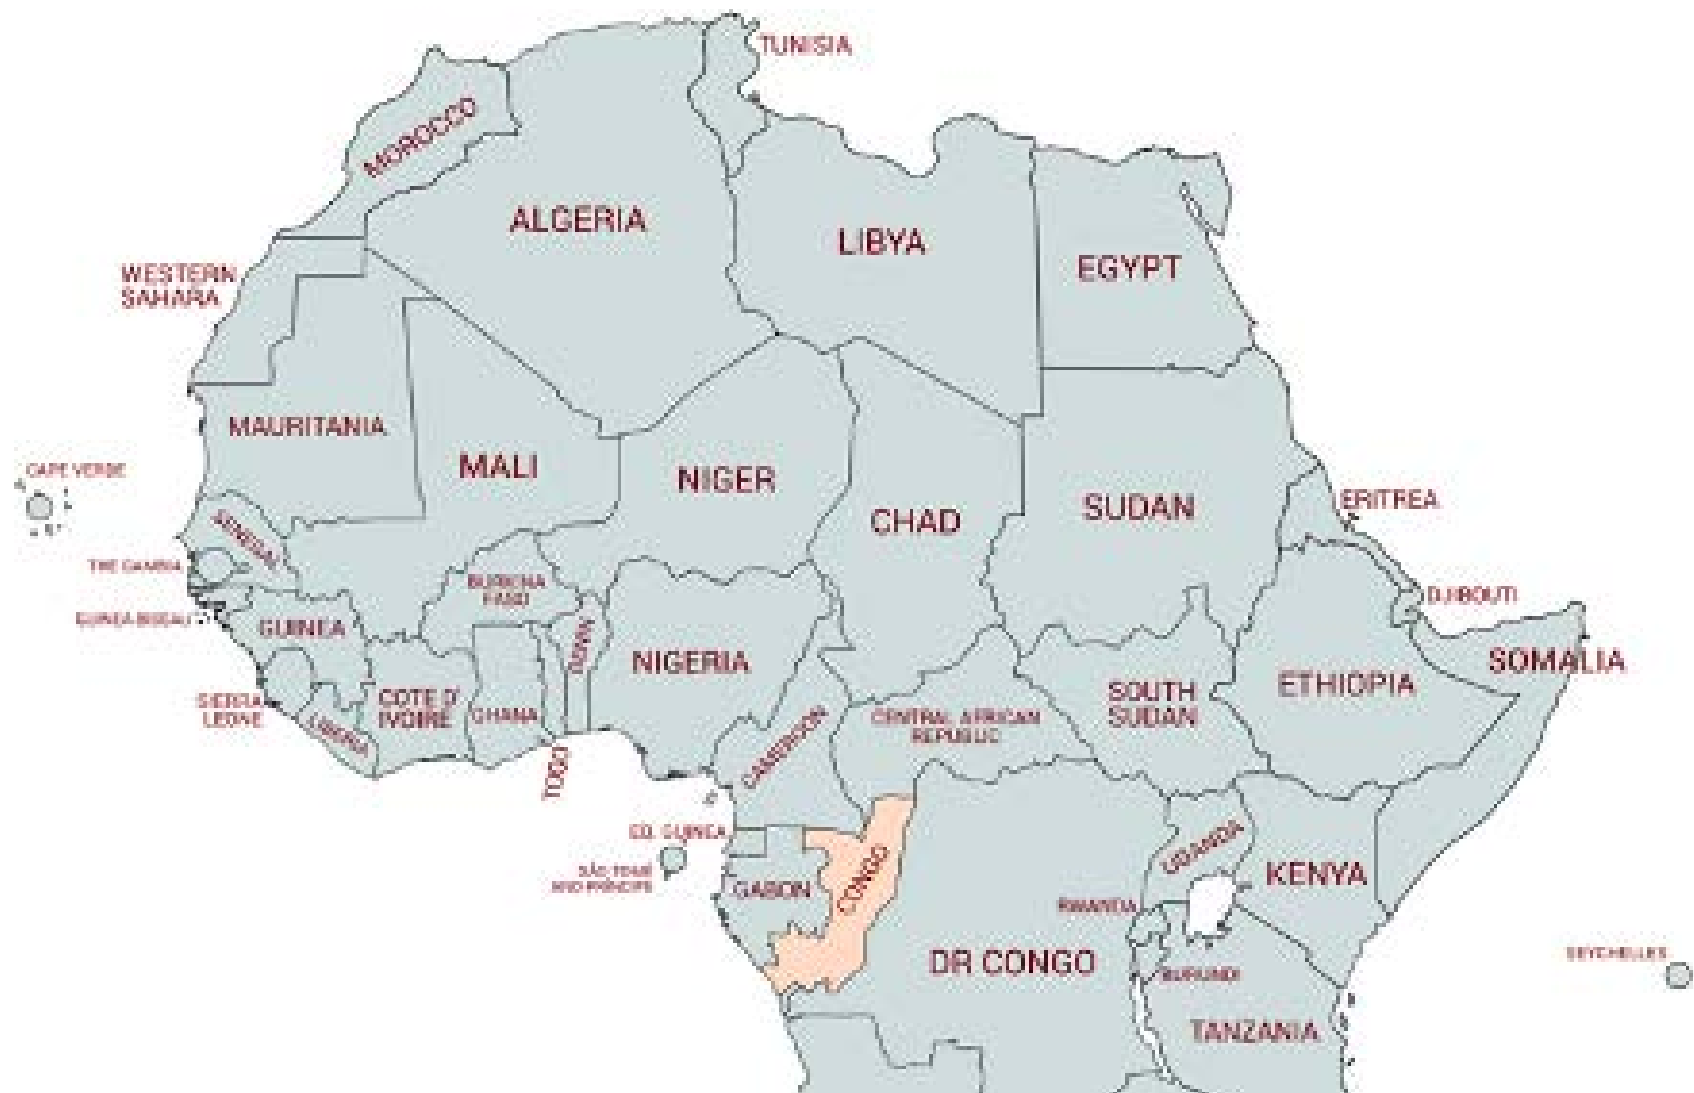 TUNISIA
MOROCCO
ALGERIA
LIBYA
EGYPT
WESTERN
SAHARA
MAURITANIA
MALI
NIGER
CHAD
SUDAN
CAPE VERDE
ERITREA
SENEGAL
THE GAMBIA
BURKINA
FASO
DJIBOUTI
GUINEA BISSAU
GUINEA
BENIN
NIGERIA
SOMALIA
ETHIOPIA
SOUTH
SUDAN
SIERRA
LEONE
LIBERIA
COTE D'
IVOIRE
GHANA
CENTRAL AFRICAN
REPUBLIC
CAMEROON
TOGO
EQ. GUINEA
SÃO TOMÉ
AND PRINCIPE
GABON
CONGO
UGANDA
KENYA
RWANDA
DR CONGO
BURUNDI
SEYCHELLES
TANZANIA